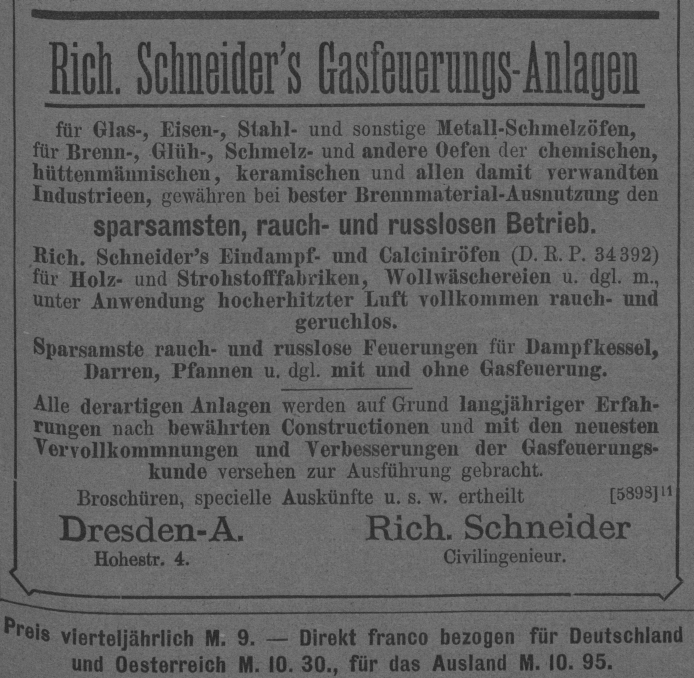 Rich. Schneider's Gasfeuerungs-Anlagen
für Glas-, Eisen-, Stahl- und sonstige Metall-Schmelzöfen,
für Brenn-, Glüh-, Schmelz- und andere Oefen der chemischen,
hüttenmännischen, keramischen und allen damit verwandten
Industrieen, gewähren bei bester Brennmaterial-Ausnutzung den
sparsamsten, rauch- und russlosen Betrieb.
Rich. Schneider's Eindampf- und Calciniröfen (D. R. P. 34392)
für Holz- und Strohstofffabriken, Wollwäschereien u. dgl. m.,
unter Anwendung hocherhitzter Luft vollkommen rauch- und
geruchlos.
Sparsamste rauch- und russlose Feuerungen für Dampfkessel,
Darren, Pfannen u. dgl. mit und ohne Gasfeuerung.
Alle derartigen Anlagen werden auf Grund langjähriger Erfah-
rungen nach bewährten Constructionen und mit den neuesten
Vervollkommnungen und Verbesserungen der Gasfeuerungs-
kunde versehen zur Ausführung gebracht.
Broschüren, specielle Auskünfte u. s. w. ertheilt [5898]11
Dresden-A. Rich. Schneider
Hohestr. 4. Civilingenieur.
Preis vierteljährlich M. 9. — Direkt franco bezogen für Deutschland
und Oesterreich M. 10. 30., für das Ausland M. 10. 95.